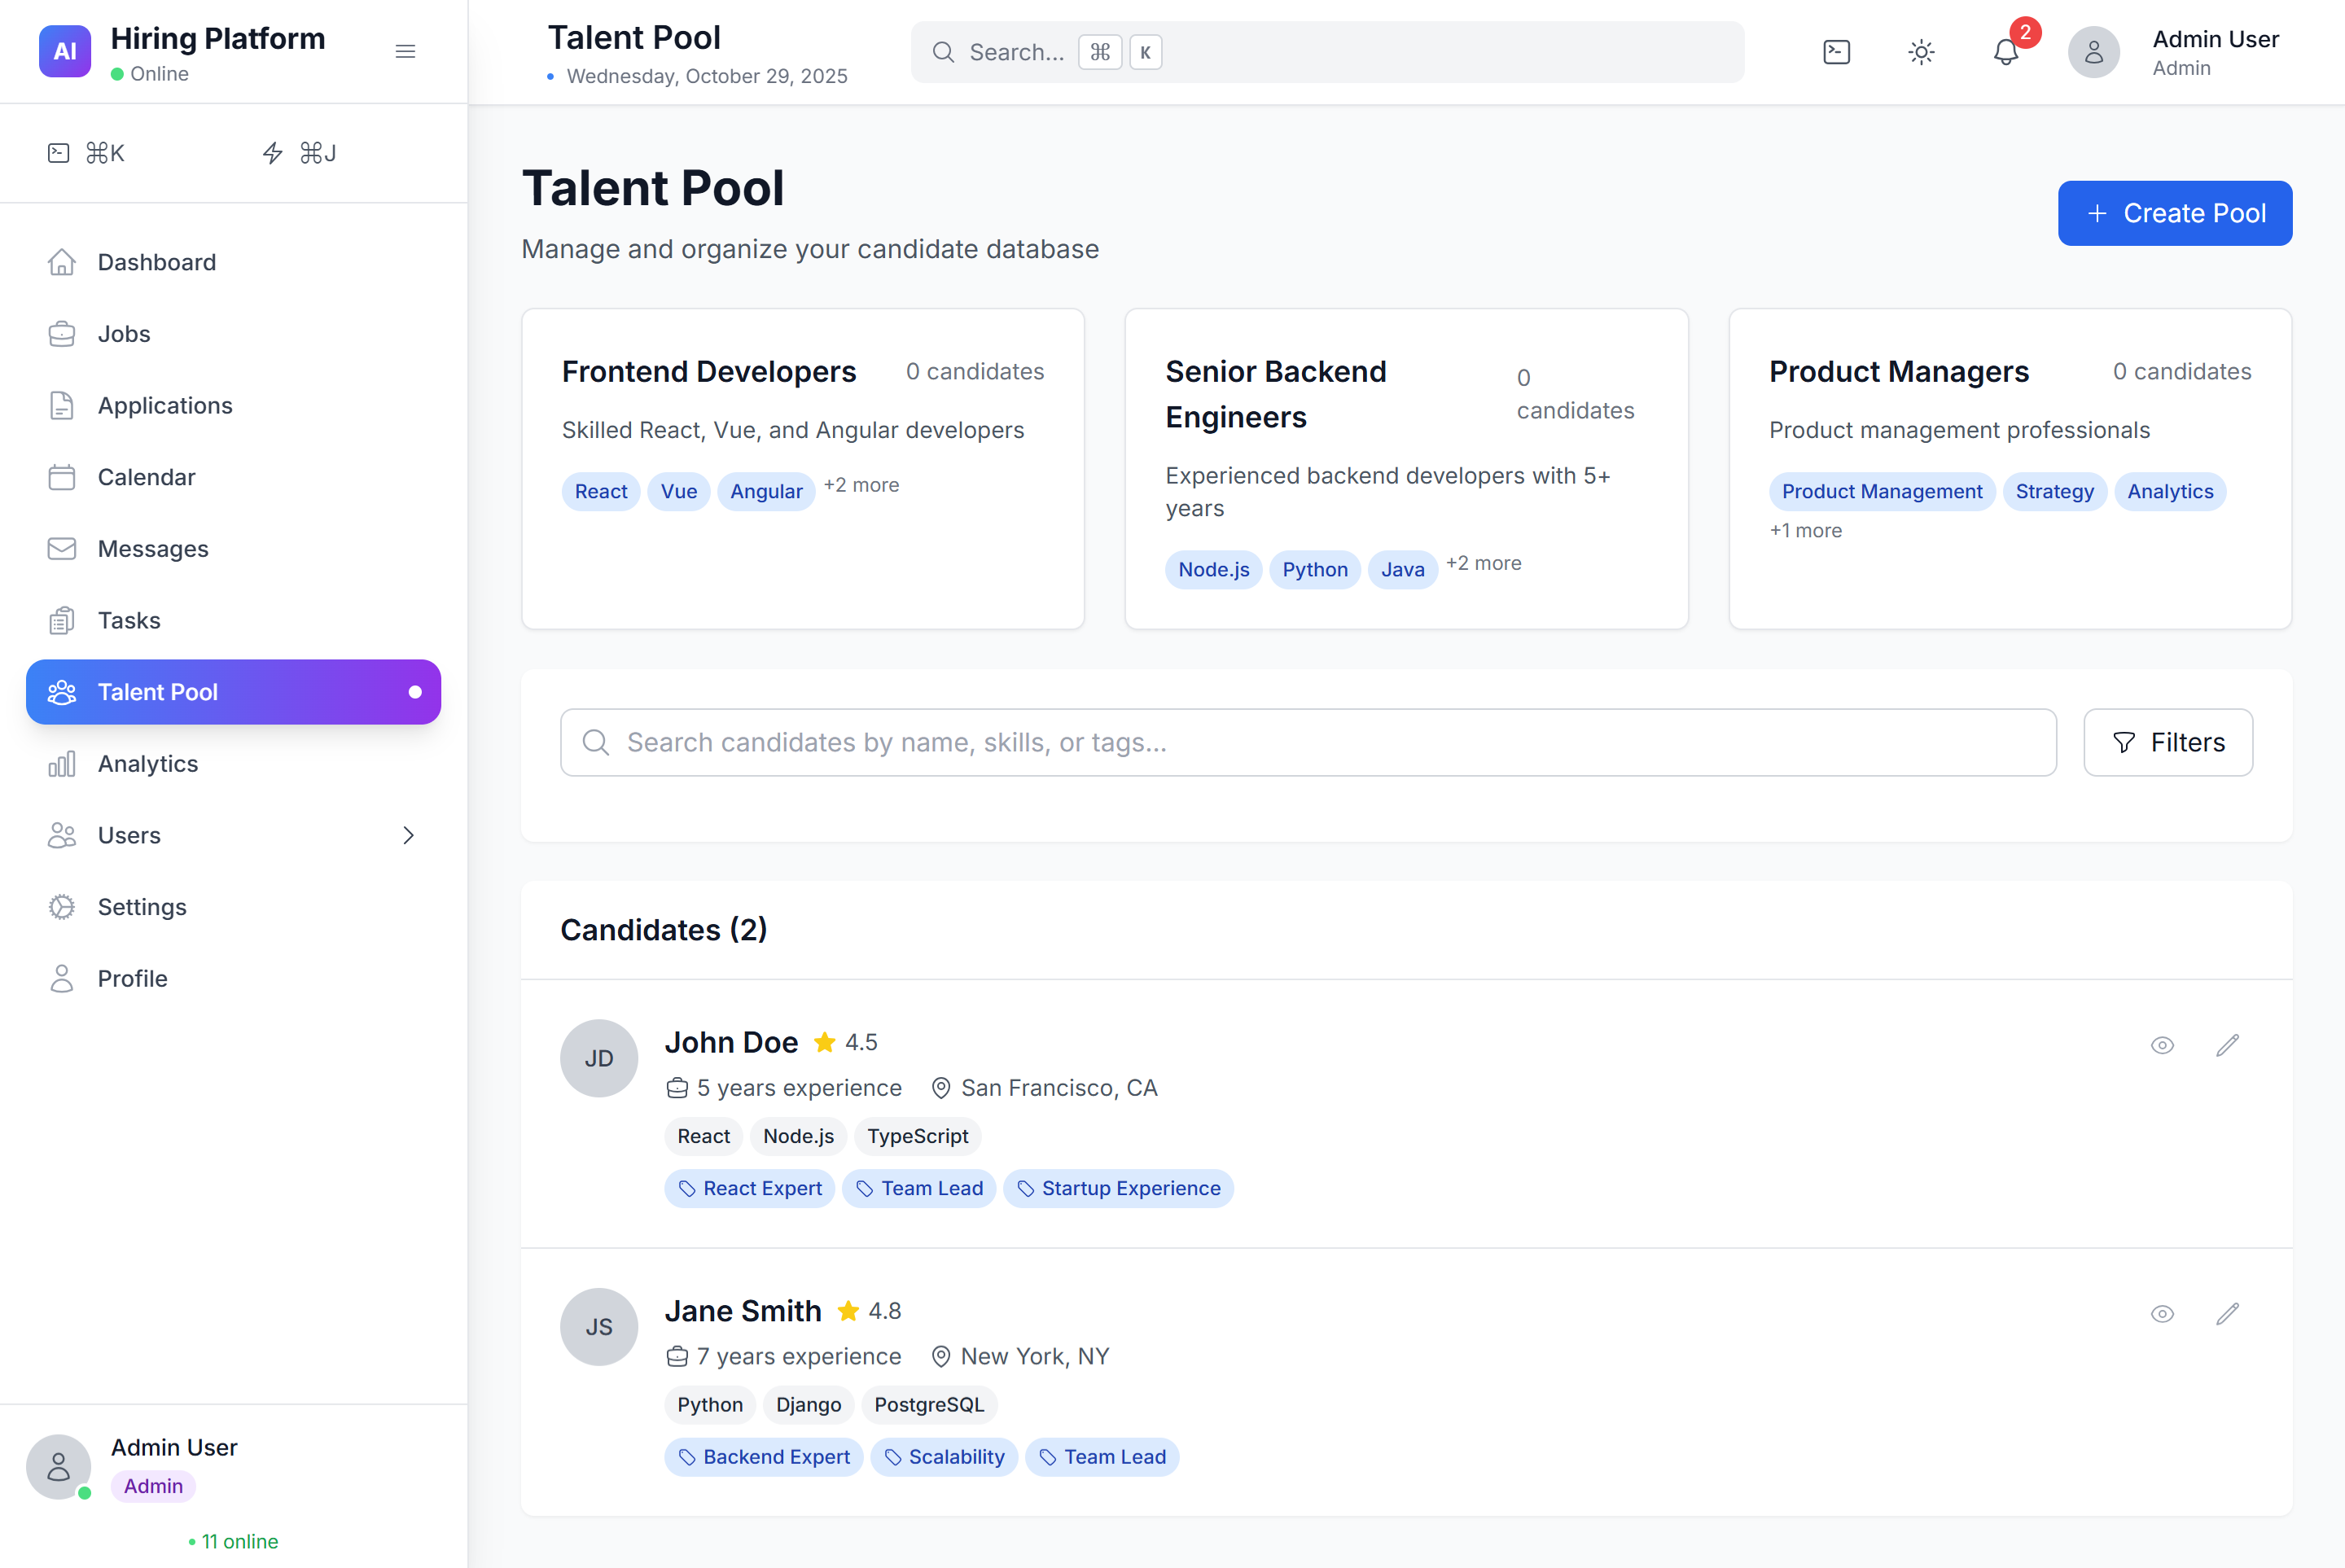 AI
Hiring Platform
Online
⌘K
⌘J
Dashboard
Jobs
Applications
Calendar
Messages
Tasks
Talent Pool
Analytics
Users
Settings
Profile
Admin User
Admin
11 online
Talent Pool
Wednesday, October 29, 2025
Search... ⌘ K
2
Admin User
Admin
Talent Pool
Manage and organize your candidate database
Create Pool
Frontend Developers 0 candidates
Skilled React, Vue, and Angular developers
React Vue Angular +2 more
Senior Backend
Engineers
0
candidates
Experienced backend developers with 5+
years
Node.js Python Java +2 more
Product Managers 0 candidates
Product management professionals
Product Management Strategy Analytics
+1 more
Search candidates by name, skills, or tags...
Filters
Candidates (2)
JD
John Doe 4.5
5 years experience San Francisco, CA
React Node.js TypeScript
React Expert Team Lead Startup Experience
JS
Jane Smith 4.8
7 years experience New York, NY
Python Django PostgreSQL
Backend Expert Scalability Team Lead